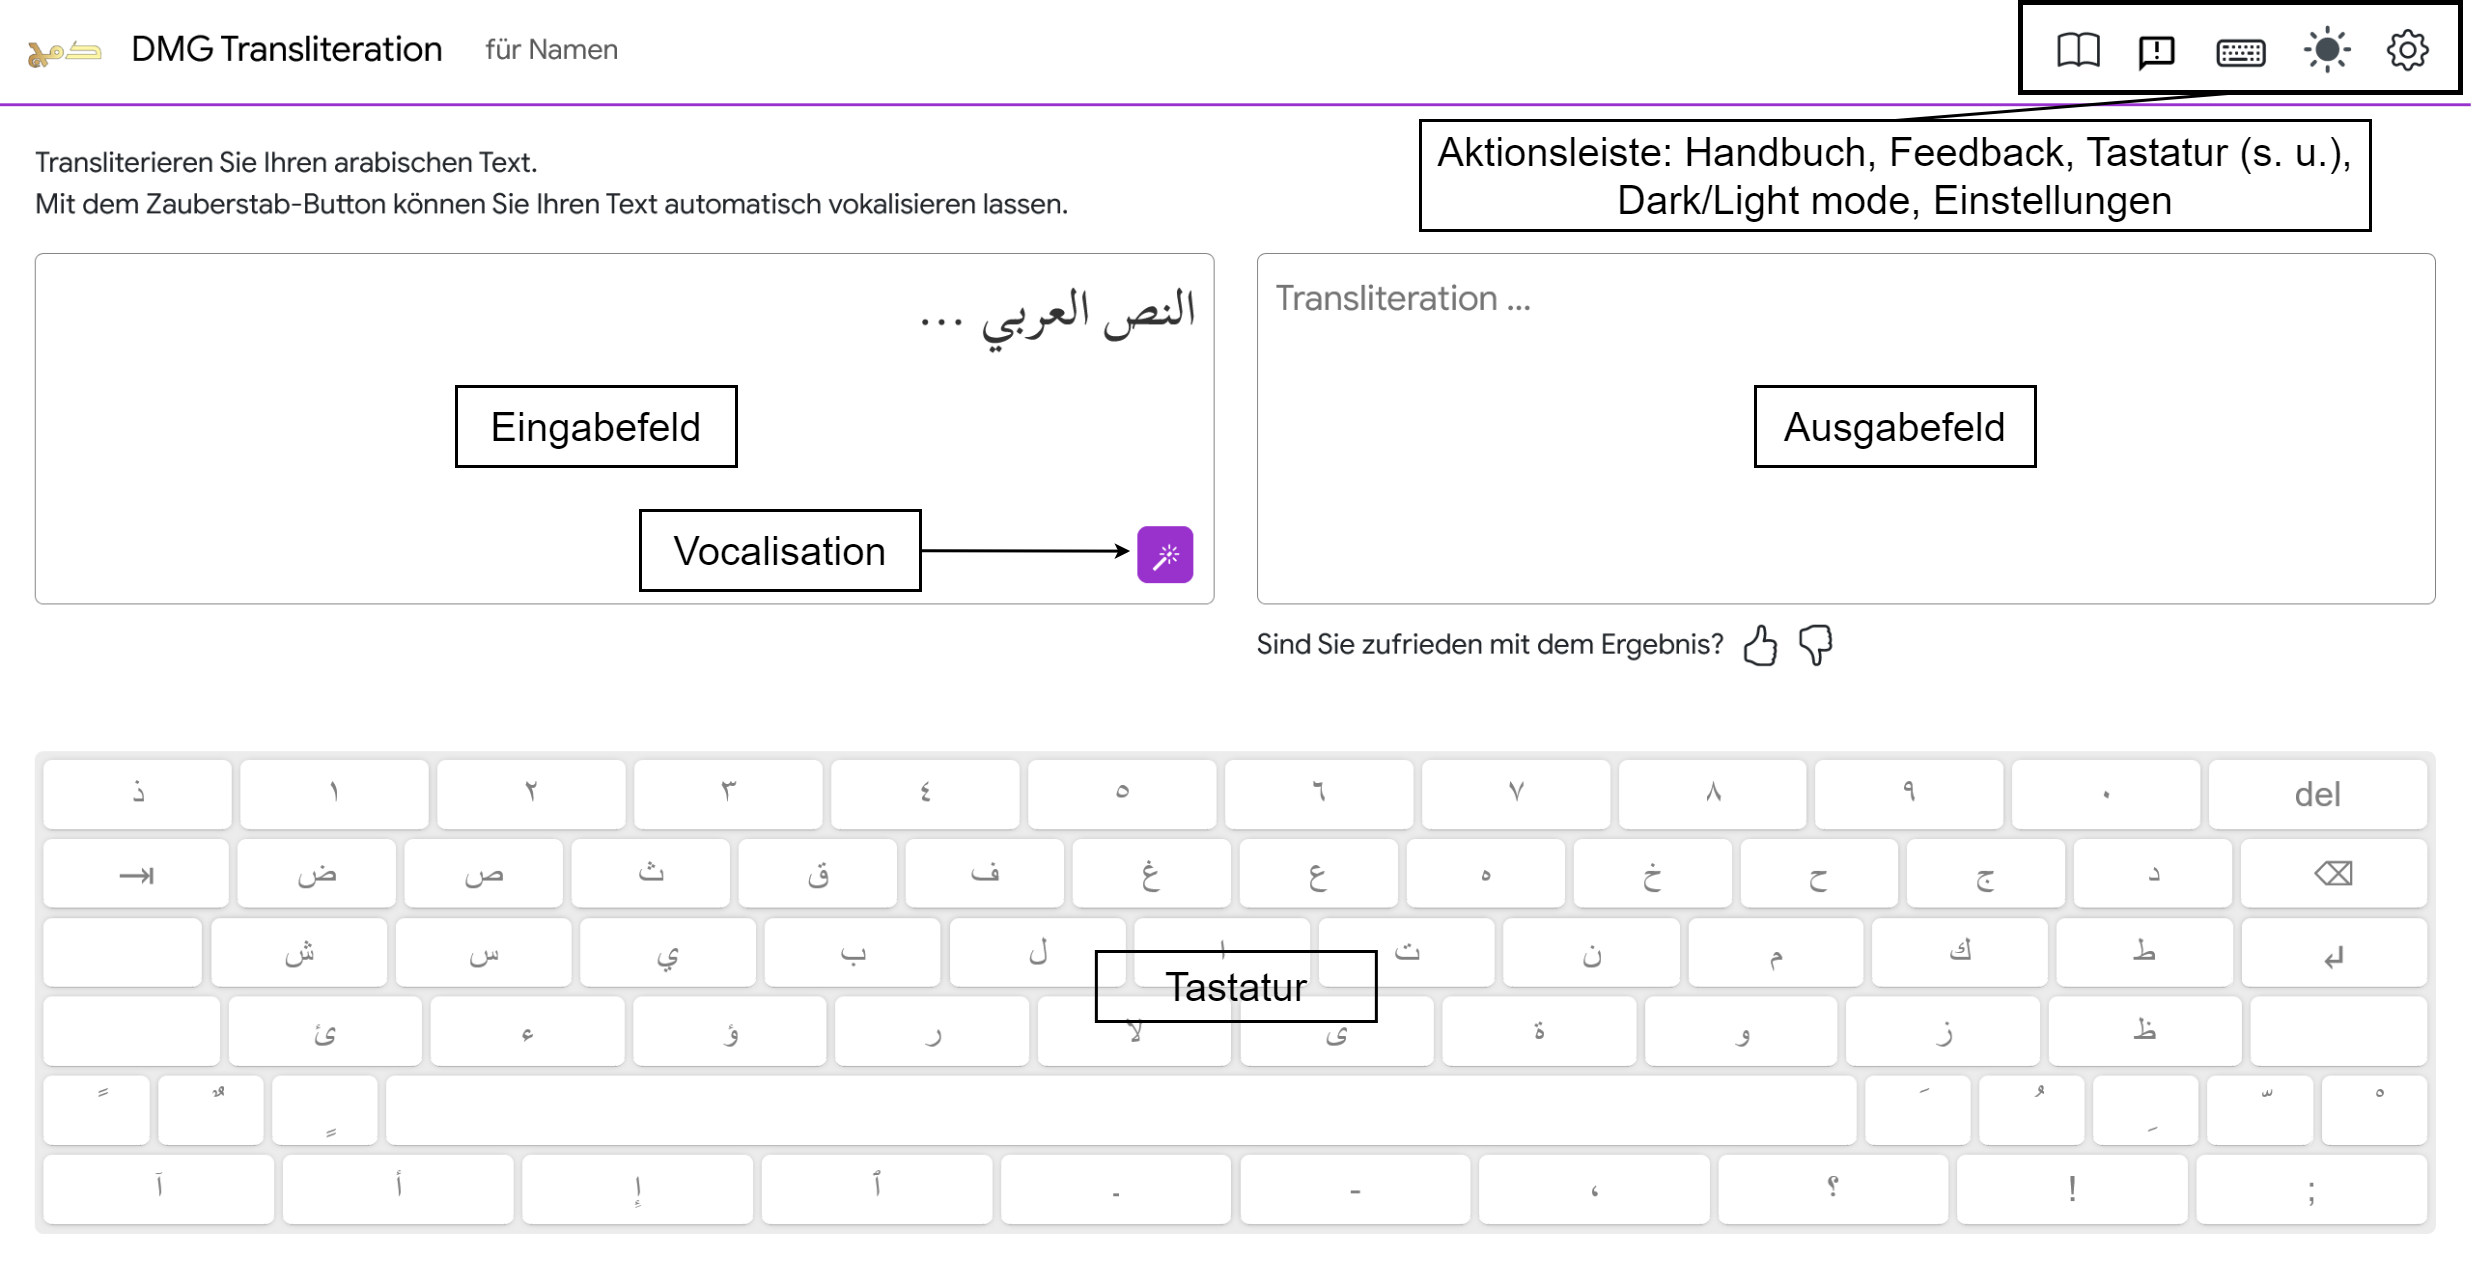 DMG Transliteration für Namen
Aktionsleiste: Handbuch, Feedback, Tastatur (s. u.),
Dark/Light mode, Einstellungen
Transliterieren Sie Ihren arabischen Text.
Mit dem Zauberstab-Button können Sie Ihren Text automatisch vokalisieren lassen.
النص العربي ...
Eingabefeld
Vocalisation
Transliteration ...
Ausgabefeld
Sind Sie zufrieden mit dem Ergebnis?
ذ ١ ٢ ٣ ٤ ٥ ٦ ٧ ٨ ٩ ٠ del
ض ص ث ق ف غ ع ه خ ح ج د
ش س ي ب ل ا ت ن م ك ط
Tastatur
ئ ء ؤ ر لا ى ة و ز ظ
ً ٌ ٍ َ ُ ِ ّ ْ
آ أ إ ٱ ـ - ، ؟ ! ;